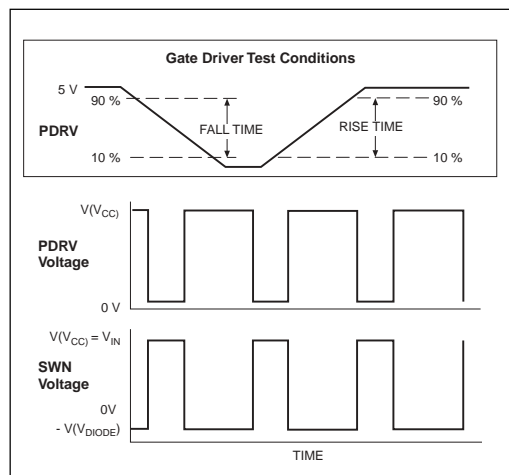 Gate Driver Test Conditions
5 V
90 %
90 %
FALL TIME
RISE TIME
PDRV
10 %
10 %
V(VCC)
PDRV
Voltage
0 V
V(VCC) = VIN
SWN
Voltage
0V
- V(VDIODE)
TIME